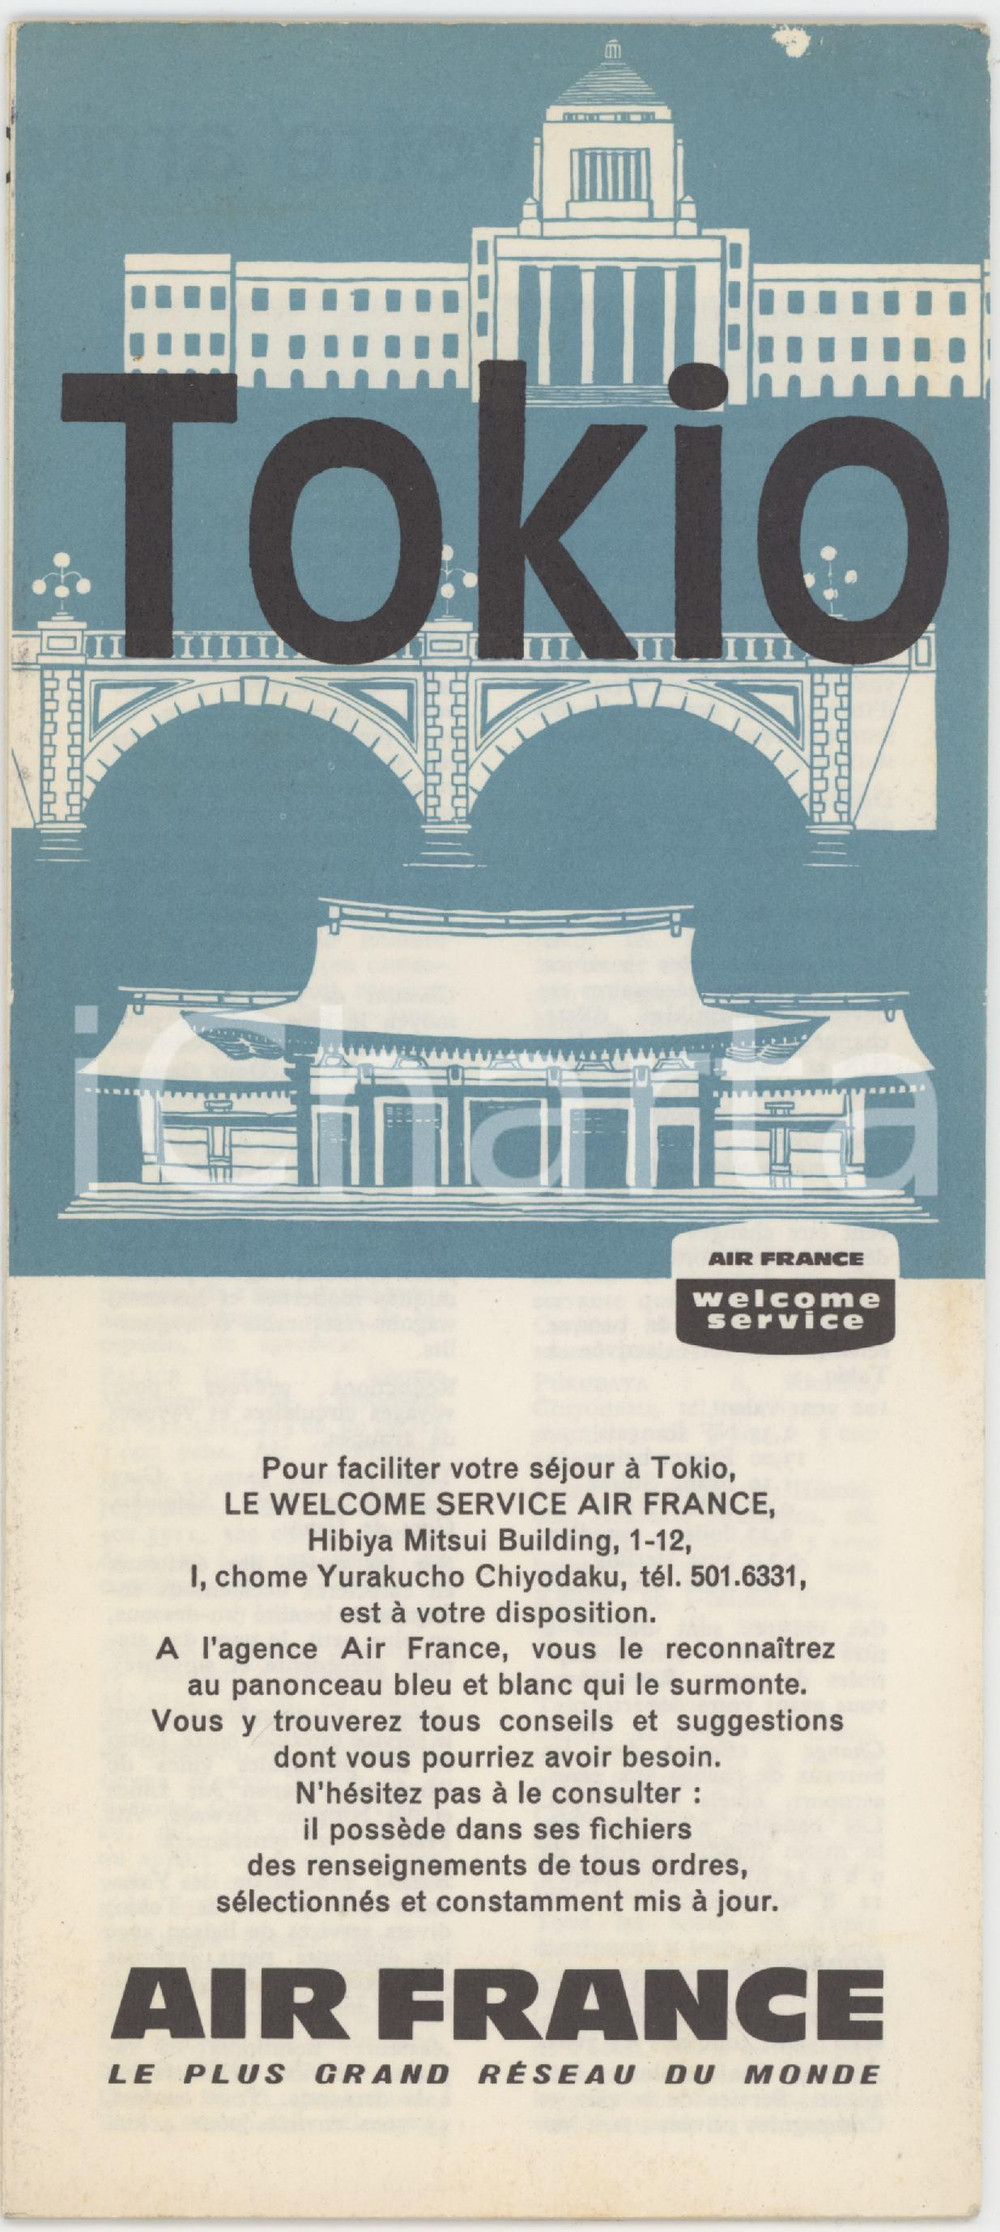 Tokio
iCharta
AIR FRANCE
welcome
service
Pour faciliter votre séjour à Tokio,
LE WELCOME SERVICE AIR FRANCE,
Hibiya Mitsui Building, 1-12,
I, chome Yurakucho Chiyodaku, tél. 501.6331,
est à votre disposition.
A l'agence Air France, vous le reconnaîtrez
au panonceau bleu et blanc qui le surmonte.
Vous y trouverez tous conseils et suggestions
dont vous pourriez avoir besoin.
N'hésitez pas à le consulter :
il possède dans ses fichiers
des renseignements de tous ordres,
sélectionnés et constamment mis à jour.
AIR FRANCE
LE PLUS GRAND RÉSEAU DU MONDE